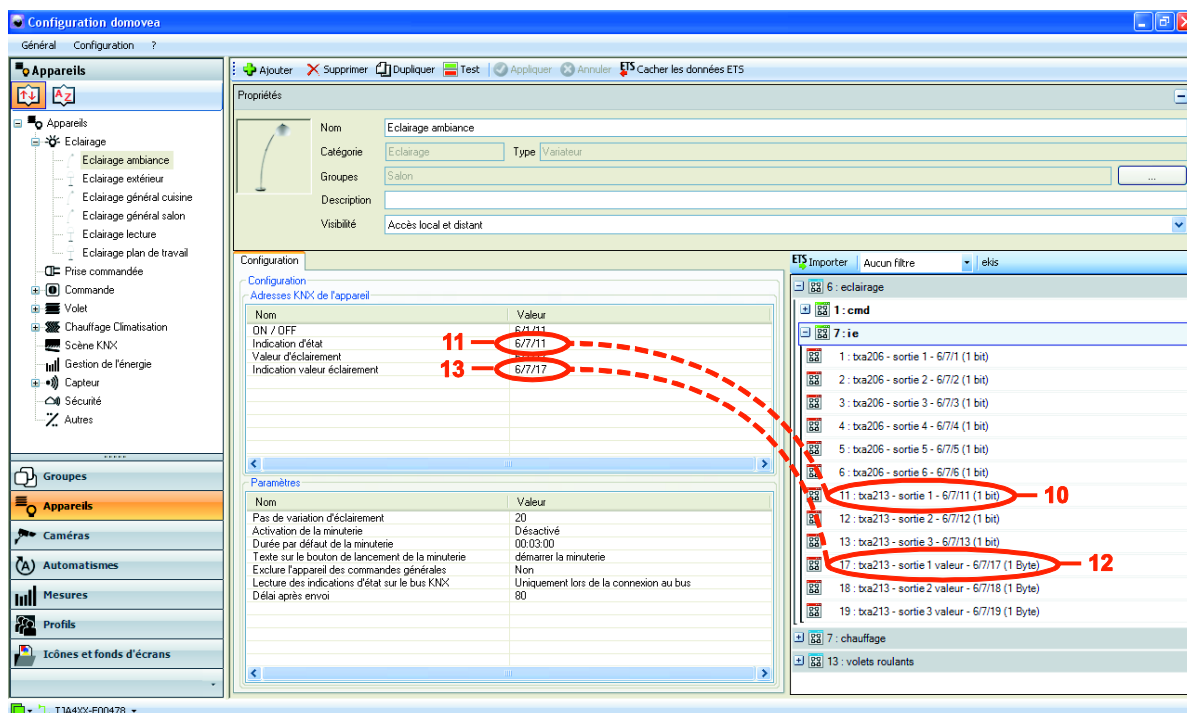 Configuration domovea
Général Configuration ?
Appareils
Ajouter Supprimer Dupliquer Test Appliquer Annuler ETS Cacher les données ETS
AZ
Appareils
Eclairage
Eclairage ambiance
Eclairage extérieur
Eclairage général cuisine
Eclairage général salon
Eclairage lecture
Eclairage plan de travail
Prise commandée
Commande
Volet
Chauffage Climatisation
Scène KNX
Gestion de l'énergie
Capteur
Sécurité
Autres
Groupes
Appareils
Caméras
Automatismes
Mesures
Profils
Icônes et fonds d'écrans
Propriétés
Nom Eclairage ambiance
Catégorie Eclairage Type Variateur
Groupes Salon ...
Description
Visibilité Accès local et distant
Configuration
Configuration
Adresses KNX de l'appareil
Nom Valeur
ON / OFF 6/1/11
Indication d'état 11 6/7/11
Valeur d'éclairement
Indication valeur éclairement 13 6/7/17
Paramètres
Nom Valeur
Pas de variation d'éclairement 20
Activation de la minuterie Désactivé
Durée par défaut de la minuterie 00:03:00
Texte sur le bouton de lancement de la minuterie démarrer la minuterie
Exclure l'appareil des commandes générales Non
Lecture des indications d'état sur le bus KNX Uniquement lors de la connexion au bus
Délai après envoi 80
ETS Importer Aucun filtre ekis
6 : eclairage
1 : cmd
7 : ie
1 : txa206 - sortie 1 - 6/7/1 (1 bit)
2 : txa206 - sortie 2 - 6/7/2 (1 bit)
3 : txa206 - sortie 3 - 6/7/3 (1 bit)
4 : txa206 - sortie 4 - 6/7/4 (1 bit)
5 : txa206 - sortie 5 - 6/7/5 (1 bit)
6 : txa206 - sortie 6 - 6/7/6 (1 bit)
11 : txa213 - sortie 1 - 6/7/11 (1 bit) 10
12 : txa213 - sortie 2 - 6/7/12 (1 bit)
13 : txa213 - sortie 3 - 6/7/13 (1 bit)
17 : txa213 - sortie 1 valeur - 6/7/17 (1 Byte) 12
18 : txa213 - sortie 2 valeur - 6/7/18 (1 Byte)
19 : txa213 - sortie 3 valeur - 6/7/19 (1 Byte)
7 : chauffage
13 : volets roulants
TJA4XX-E00478